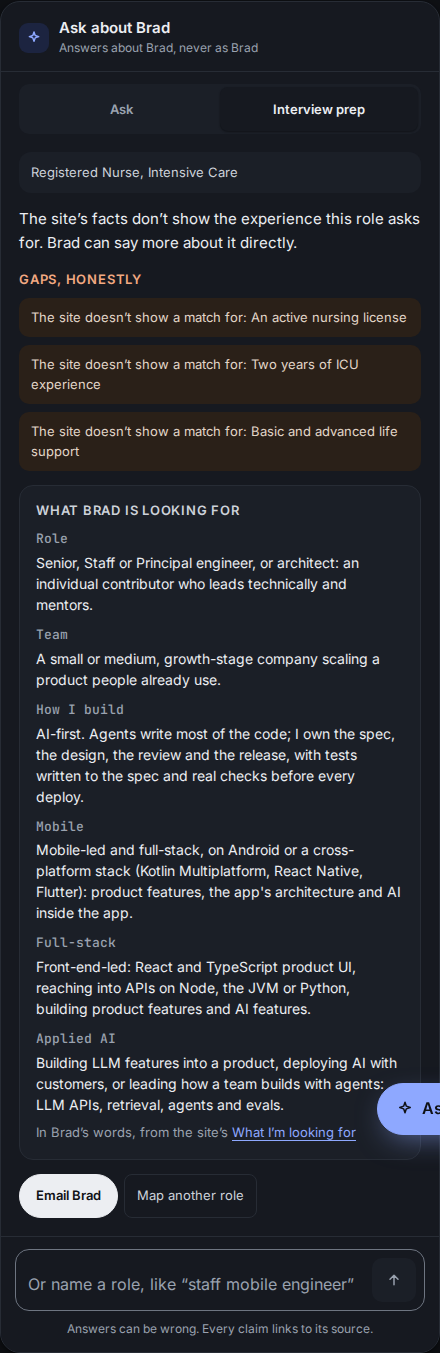 Ask about Brad
Answers about Brad, never as Brad
Ask
Interview prep
Registered Nurse, Intensive Care
The site’s facts don’t show the experience this role asks
for. Brad can say more about it directly.
GAPS, HONESTLY
The site doesn’t show a match for: An active nursing license
The site doesn’t show a match for: Two years of ICU
experience
The site doesn’t show a match for: Basic and advanced life
support
WHAT BRAD IS LOOKING FOR
Role
Senior, Staff or Principal engineer, or architect: an
individual contributor who leads technically and
mentors.
Team
A small or medium, growth-stage company scaling a
product people already use.
How I build
AI-first. Agents write most of the code; I own the spec,
the design, the review and the release, with tests
written to the spec and real checks before every
deploy.
Mobile
Mobile-led and full-stack, on Android or a cross-
platform stack (Kotlin Multiplatform, React Native,
Flutter): product features, the app's architecture and AI
inside the app.
Full-stack
Front-end-led: React and TypeScript product UI,
reaching into APIs on Node, the JVM or Python,
building product features and AI features.
Applied AI
Building LLM features into a product, deploying AI with
customers, or leading how a team builds with agents:
LLM APIs, retrieval, agents and evals.
In Brad’s words, from the site’s What I’m looking for
Email Brad
Map another role
Or name a role, like “staff mobile engineer”
Answers can be wrong. Every claim links to its source.